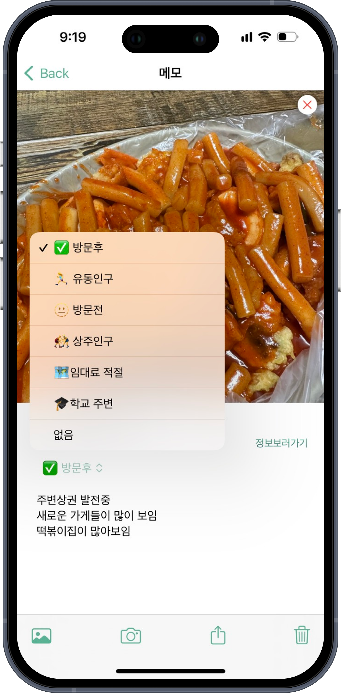 9:19
Back
메모
✓ ✅ 방문후
🏃 유동인구
🙂 방문전
상주인구
임대료 적절
🎓학교 주변
없음
정보보러가기
✅ 방문후
주변상권 발전중
새로운 가게들이 많이 보임
떡볶이집이 많아보임